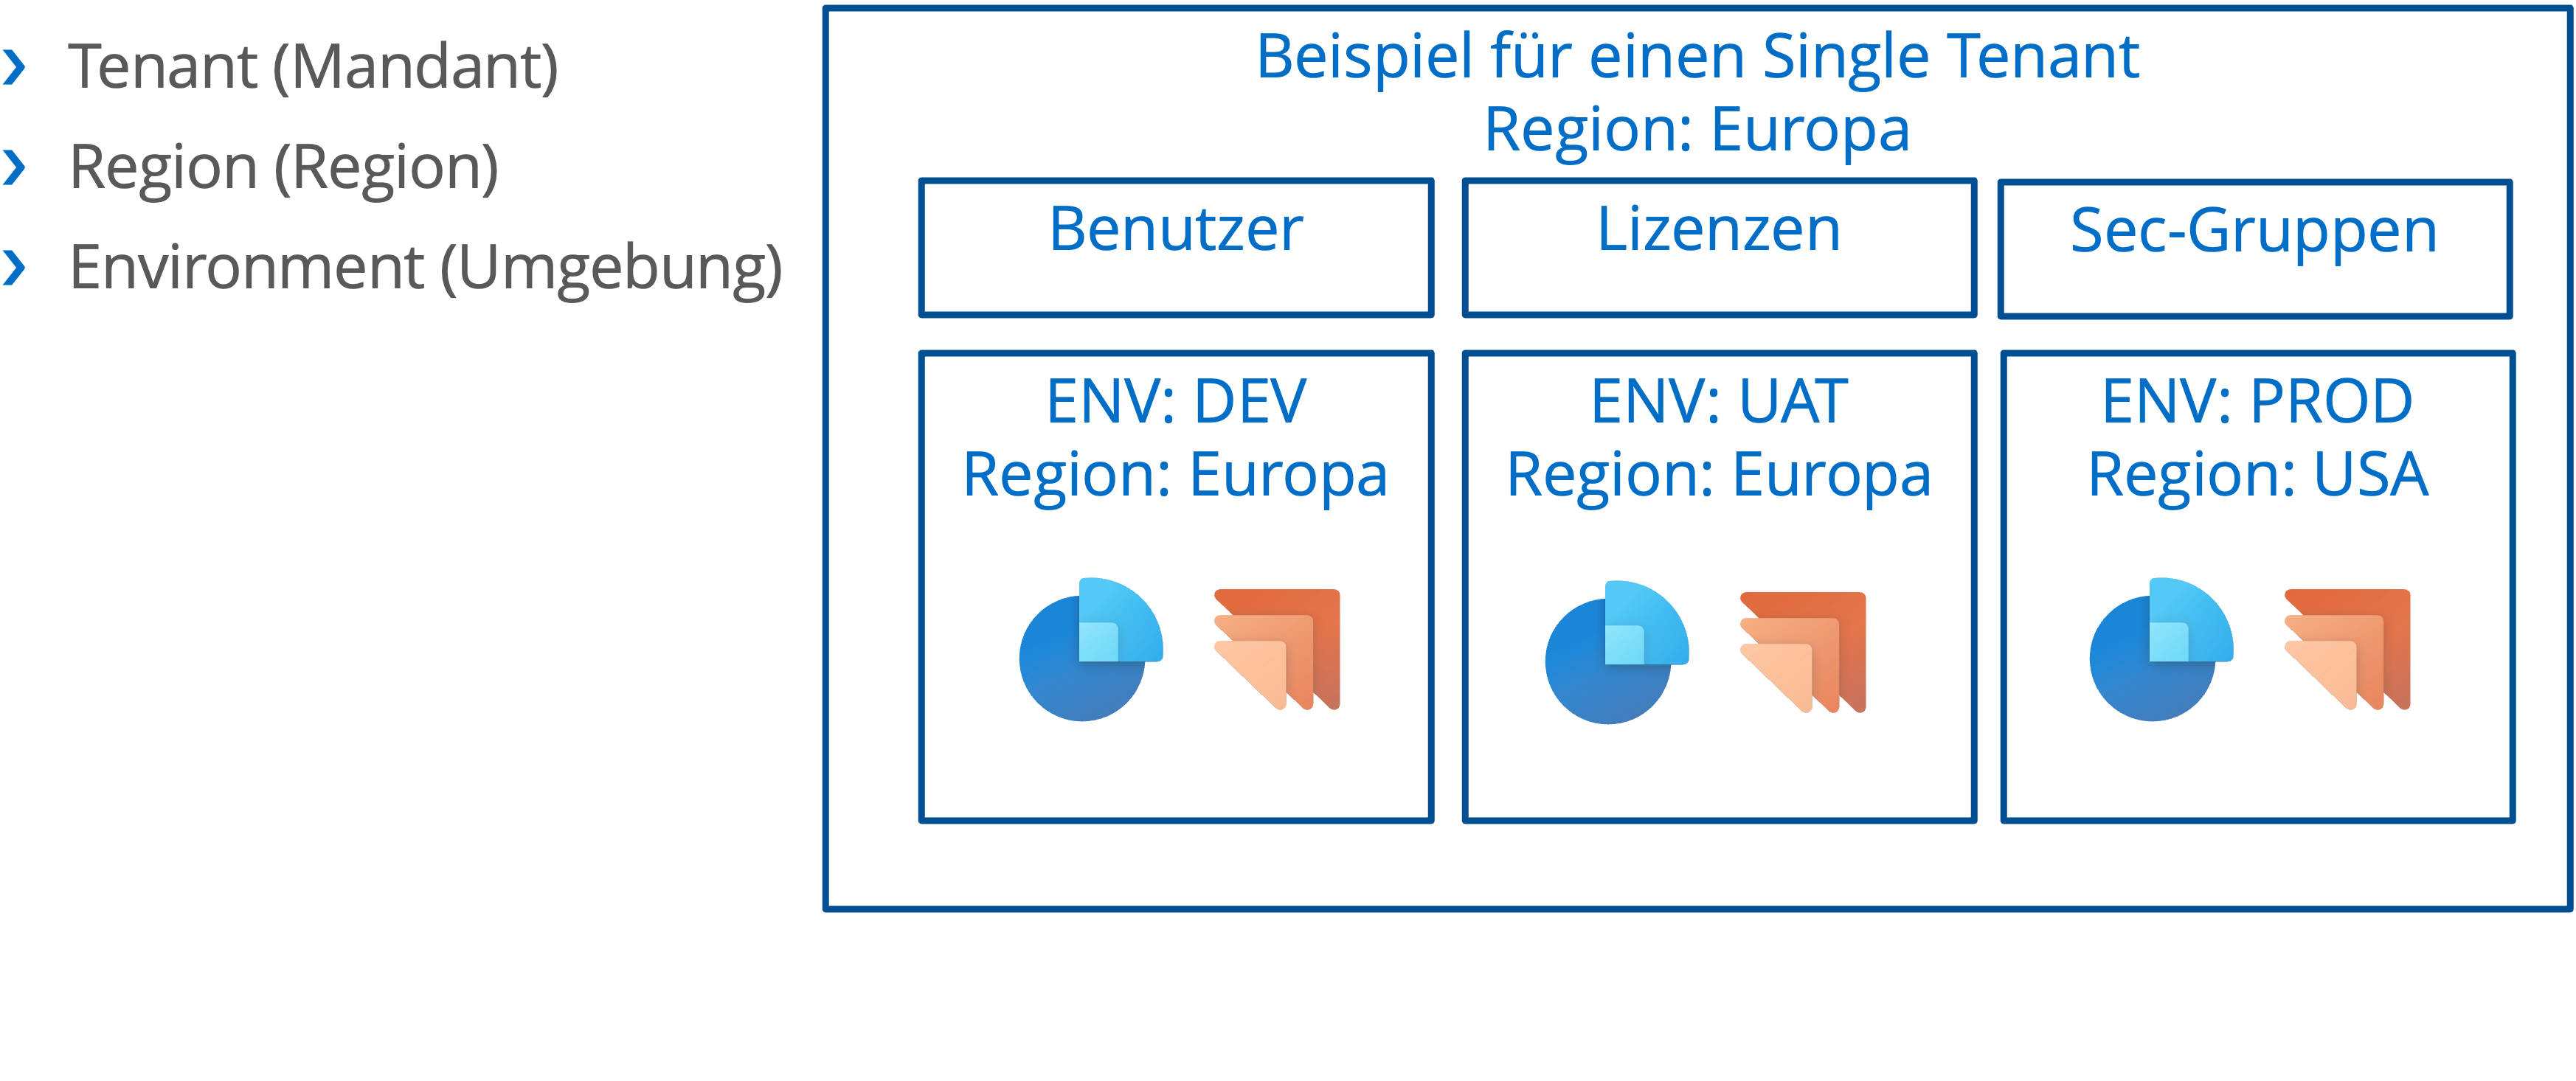 Tenant (Mandant)
Region (Region)
Environment (Umgebung)
Beispiel für einen Single Tenant
Region: Europa
Benutzer
Lizenzen
Sec-Gruppen
ENV: DEV
Region: Europa
ENV: UAT
Region: Europa
ENV: PROD
Region: USA